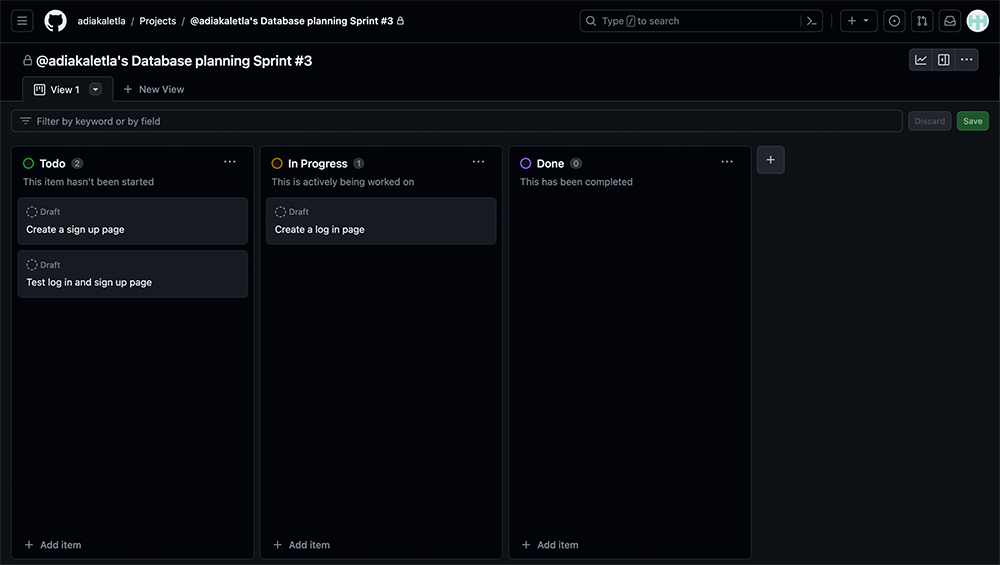 adiakaletla / Projects / @adiakaletla's Database planning Sprint #3
Type / to search
@adiakaletla's Database planning Sprint #3
View 1
New View
Filter by keyword or by field
Discard
Save
Todo 2
This item hasn't been started
Draft
Create a sign up page
Draft
Test log in and sign up page
Add item
In Progress 1
This is actively being worked on
Draft
Create a log in page
Add item
Done 0
This has been completed
Add item